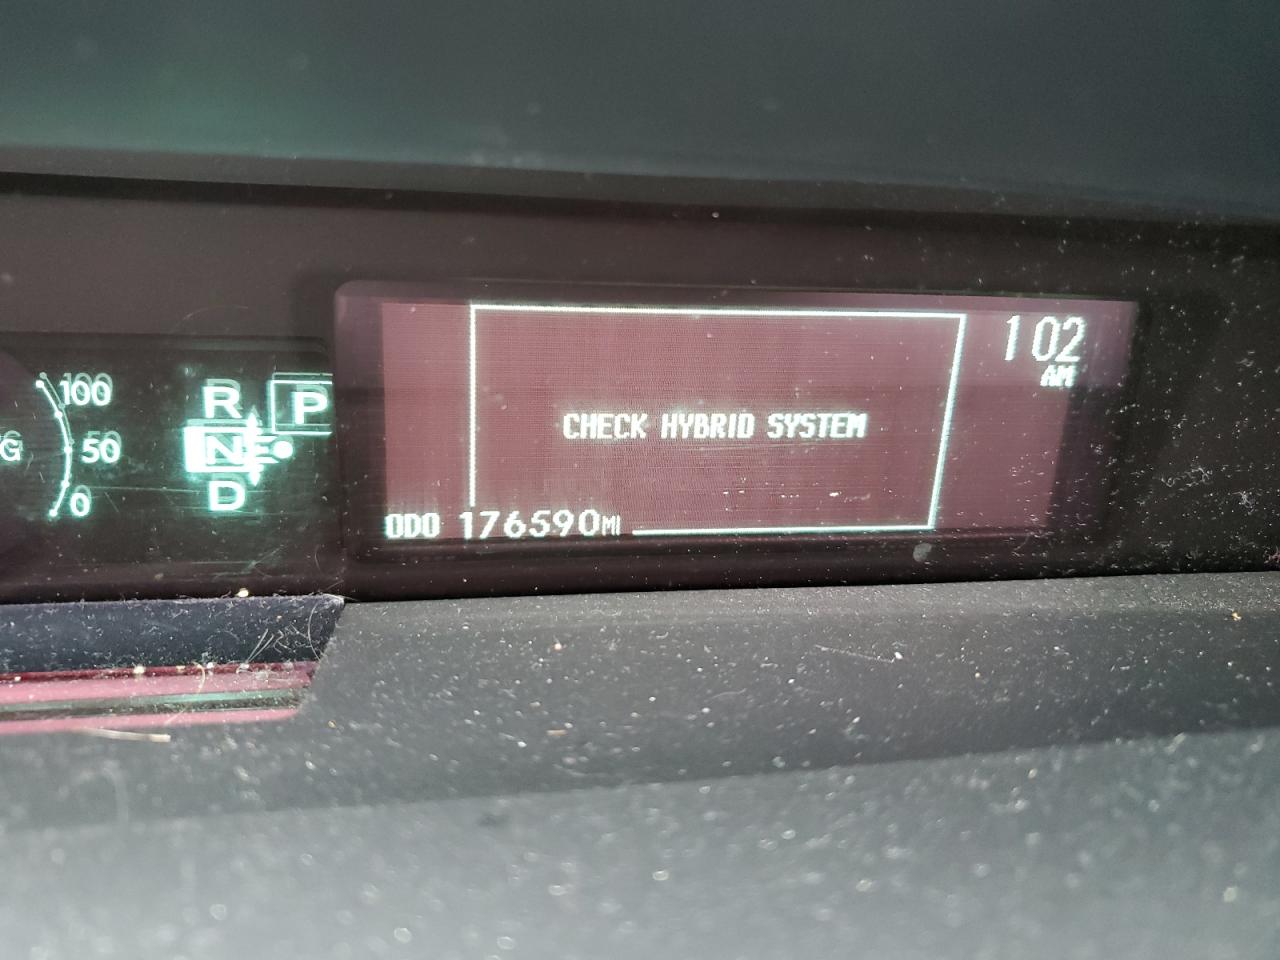 100
50
0
G
R
N
D
P
CHECK HYBRID SYSTEM
1 02
AM
ODO 176590MI